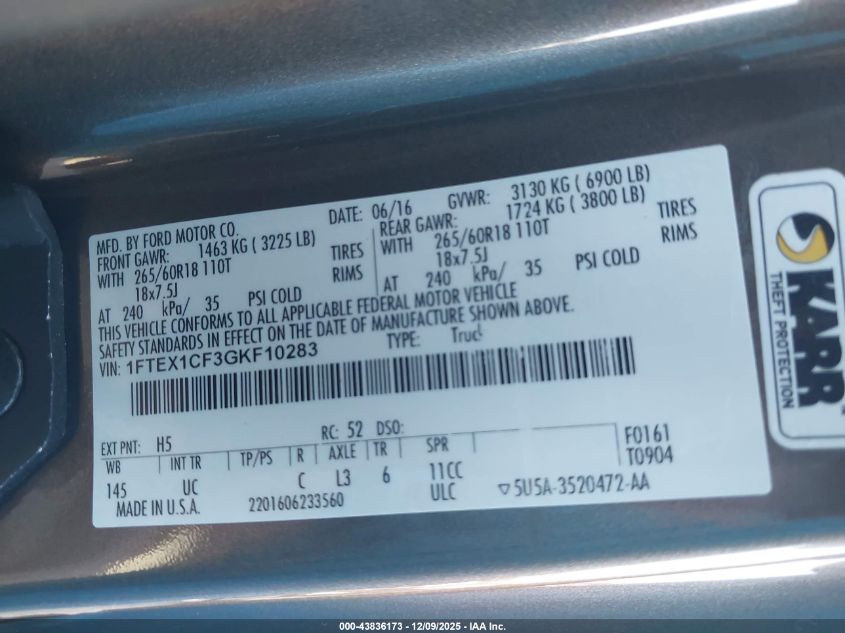 MFD. BY FORD MOTOR CO.
DATE: 06/16 GVWR: 3130 KG ( 6900 LB)
FRONT GAWR: 1463 KG ( 3225 LB)
WITH 265/60R18 110T TIRES
18x7.5J RIMS
AT 240 kPa/ 35 PSI COLD
REAR GAWR: 1724 KG ( 3800 LB)
WITH 265/60R18 110T TIRES
18x7.5J RIMS
AT 240 kPa/ 35 PSI COLD
THIS VEHICLE CONFORMS TO ALL APPLICABLE FEDERAL MOTOR VEHICLE
SAFETY STANDARDS IN EFFECT ON THE DATE OF MANUFACTURE SHOWN ABOVE.
VIN: 1FTEX1CF3GKF10283 TYPE: Truck
EXT PNT: H5 RC: 52 DSO: F0161
WB INT TR TP/PS R AXLE TR SPR T0904
145 UC C L3 6 11CC
MADE IN U.S.A. 2201606233560 ULC ▽5U5A-3520472-AA
KARR
THEFT PROTECTION
000-43836173 - 12/09/2025 - IAA Inc.